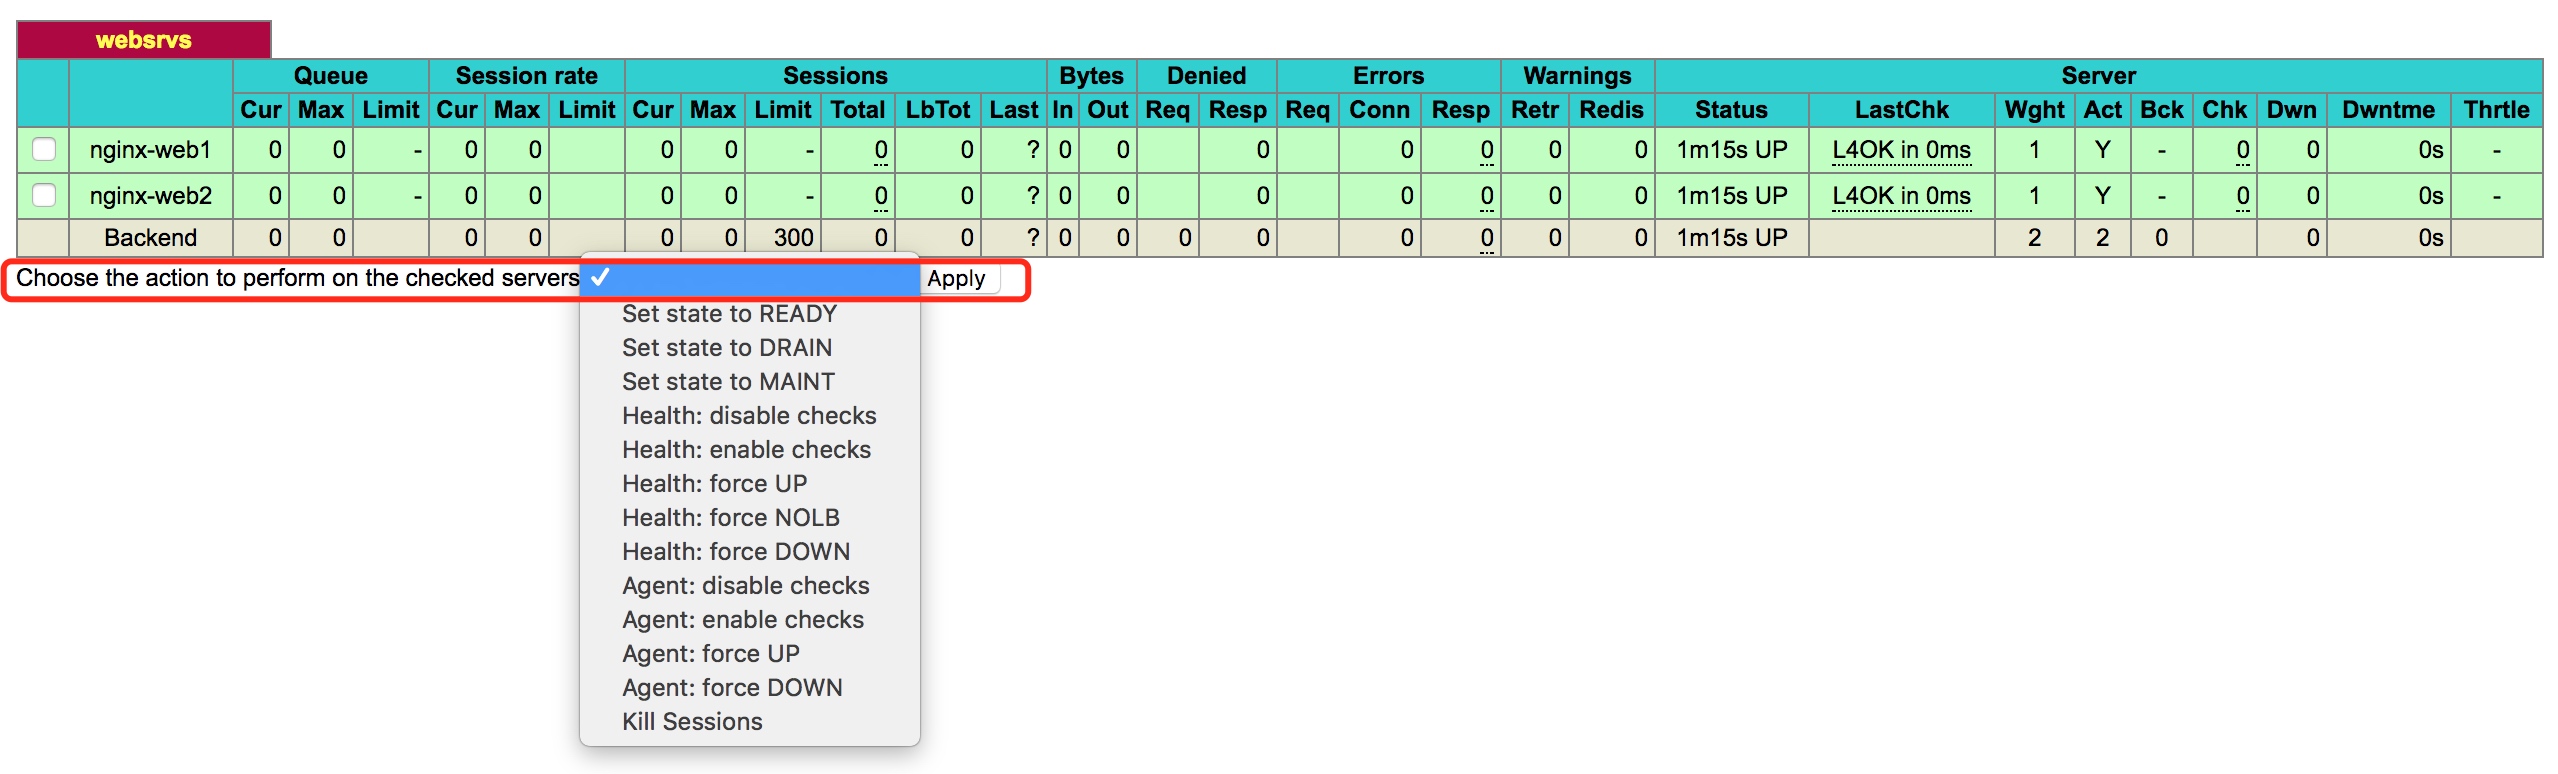 websrvs
Queue Session rate Sessions Bytes Denied Errors Warnings Server
Cur Max Limit Cur Max Limit Cur Max Limit Total LbTot Last In Out Req Resp Req Conn Resp Retr Redis Status LastChk Wght Act Bck Chk Dwn Dwntme Thrtle
nginx-web1 0 0 - 0 0 0 0 - 0 0 ? 0 0 0 0 0 0 0 1m15s UP L4OK in 0ms 1 Y - 0 0 0s -
nginx-web2 0 0 - 0 0 0 0 - 0 0 ? 0 0 0 0 0 0 0 1m15s UP L4OK in 0ms 1 Y - 0 0 0s -
Backend 0 0 0 0 0 0 300 0 0 ? 0 0 0 0 0 0 0 0 1m15s UP 2 2 0 0 0s
Choose the action to perform on the checked servers ✓ Apply
Set state to READY
Set state to DRAIN
Set state to MAINT
Health: disable checks
Health: enable checks
Health: force UP
Health: force NOLB
Health: force DOWN
Agent: disable checks
Agent: enable checks
Agent: force UP
Agent: force DOWN
Kill Sessions